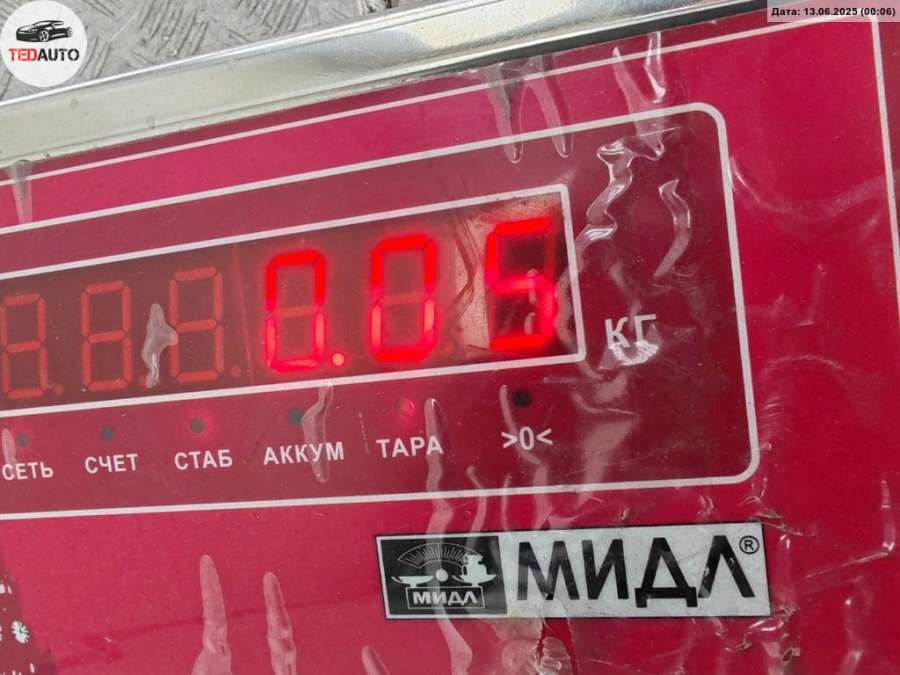 TEDAUTO
Дата: 13.06.2025 (00:06)
0.05
КГ
СЕТЬ СЧЕТ СТАБ АККУМ ТАРА >0<
МИДЛ МИДЛ®